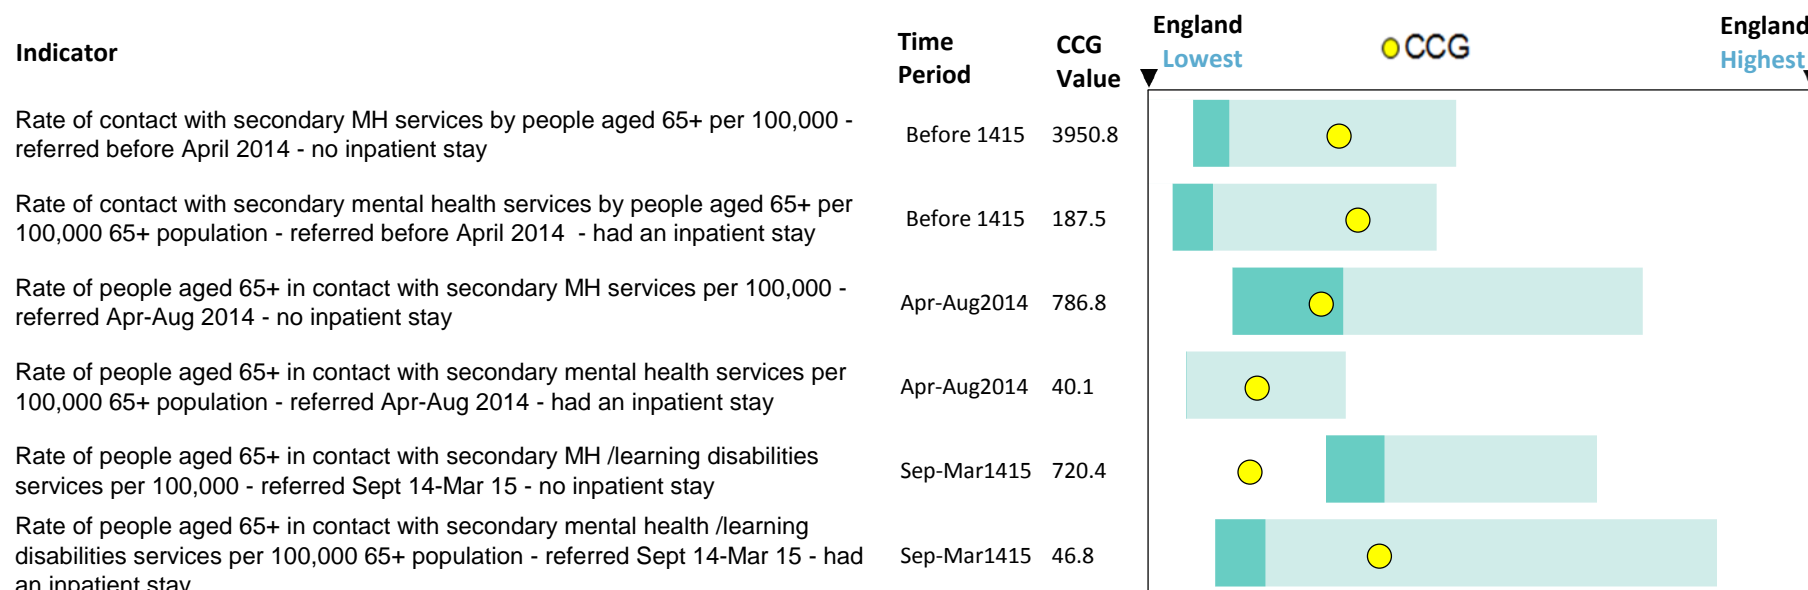 Indicator
Time Period
CCG Value
England Lowest
CCG
England Highest
Rate of contact with secondary MH services by people aged 65+ per 100,000 -
referred before April 2014 - no inpatient stay
Before 1415
3950.8
Rate of contact with secondary mental health services by people aged 65+ per
100,000 65+ population - referred before April 2014  - had an inpatient stay
Before 1415
187.5
Rate of people aged 65+ in contact with secondary MH services per 100,000 -
referred Apr-Aug 2014 - no inpatient stay
Apr-Aug2014
786.8
Rate of people aged 65+ in contact with secondary mental health services per
100,000 65+ population - referred Apr-Aug 2014 - had an inpatient stay
Apr-Aug2014
40.1
Rate of people aged 65+ in contact with secondary MH /learning disabilities
services per 100,000 - referred Sept 14-Mar 15 - no inpatient stay
Sep-Mar1415
720.4
Rate of people aged 65+ in contact with secondary mental health /learning
disabilities services per 100,000 65+ population - referred Sept 14-Mar 15 - had
an inpatient stay
Sep-Mar1415
46.8